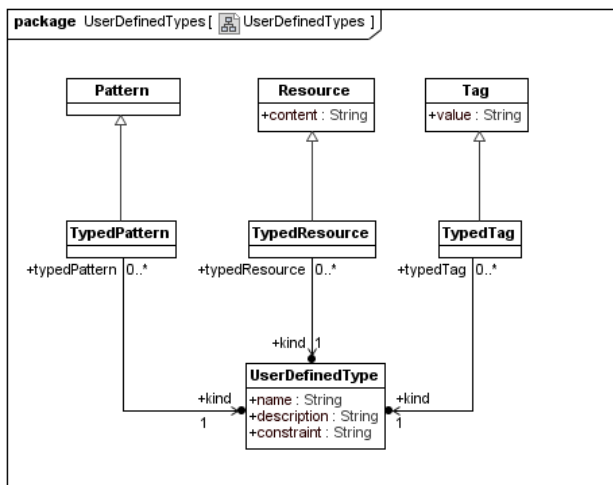 package UserDefinedTypes [ UserDefinedTypes ]
Pattern
Resource
+content : String
Tag
+value : String
TypedPattern
TypedResource
TypedTag
+typedPattern 0..*
+typedResource 0..*
+typedTag 0..*
+kind 1
UserDefinedType
+name : String
+description : String
+constraint : String
+kind
1
+kind
1